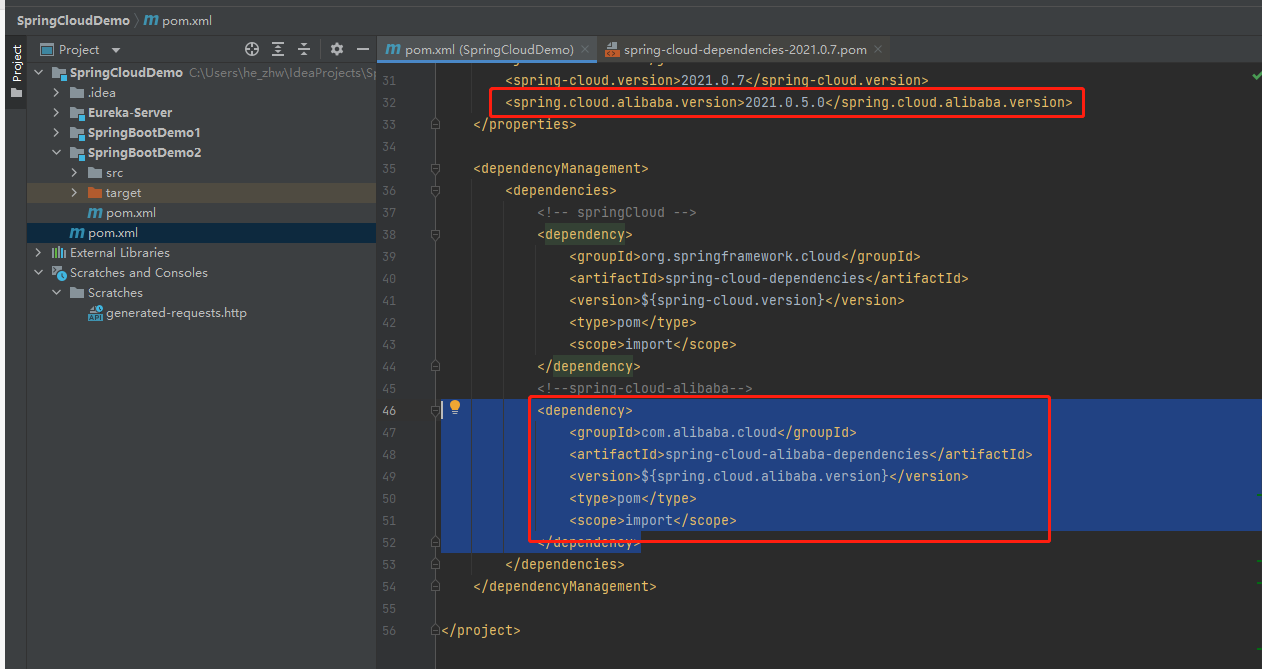 SpringCloudDemo
pom.xml
Project
Project
pom.xml (SpringCloudDemo)
spring-cloud-dependencies-2021.0.7.pom
SpringCloudDemo C:\Users\he_zhw\IdeaProjects\S
.idea
Eureka-Server
SpringBootDemo1
SpringBootDemo2
src
target
pom.xml
pom.xml
External Libraries
Scratches and Consoles
Scratches
generated-requests.http
31 <spring-cloud.version>2021.0.7</spring-cloud.version>
32 <spring.cloud.alibaba.version>2021.0.5.0</spring.cloud.alibaba.version>
33 </properties>
34
35 <dependencyManagement>
36 <dependencies>
37 <!-- springCloud -->
38 <dependency>
39 <groupId>org.springframework.cloud</groupId>
40 <artifactId>spring-cloud-dependencies</artifactId>
41 <version>${spring-cloud.version}</version>
42 <type>pom</type>
43 <scope>import</scope>
44 </dependency>
45 <!--spring-cloud-alibaba-->
46 <dependency>
47 <groupId>com.alibaba.cloud</groupId>
48 <artifactId>spring-cloud-alibaba-dependencies</artifactId>
49 <version>${spring.cloud.alibaba.version}</version>
50 <type>pom</type>
51 <scope>import</scope>
52 </dependency>
53 </dependencies>
54 </dependencyManagement>
55
56 </project>